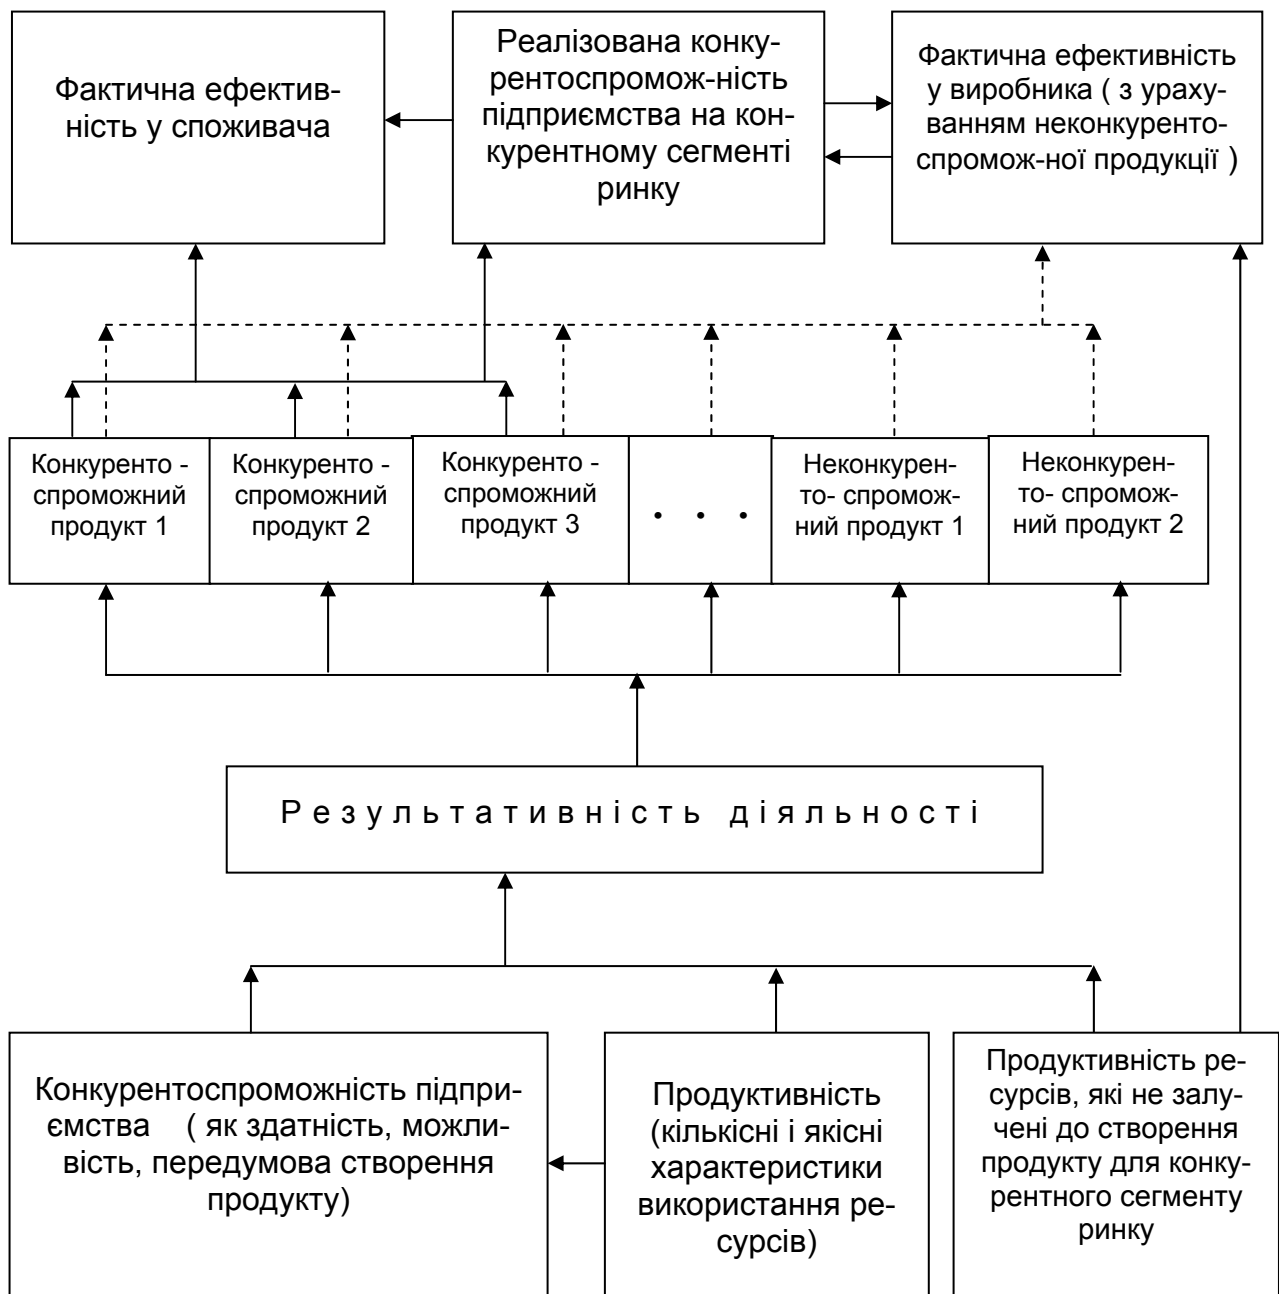 Фактична ефектив-
ність у споживача
Реалізована конку-
рентоспромож-ність
підприємства на кон-
курентному сегменті
ринку
Фактична ефективність
у виробника ( з ураху-
ванням неконкуренто-
спромож-ної продукції )
Конкуренто -
спроможний
продукт 1
Конкуренто -
спроможний
продукт 2
Конкуренто -
спроможний
продукт 3
. . .
Неконкурен-
то- спромож-
ний продукт 1
Неконкурен-
то- спромож-
ний продукт 2
Р е з у л ь т а т и в н і с т ь д і я л ь н о с т і
Конкурентоспроможність підпри-
ємства ( як здатність, можли-
вість, передумова створення
продукту)
Продуктивність
(кількісні і якісні
характеристики
використання ре-
сурсів)
Продуктивність ре-
сурсів, які не залу-
чені до створення
продукту для конку-
рентного сегменту
ринку